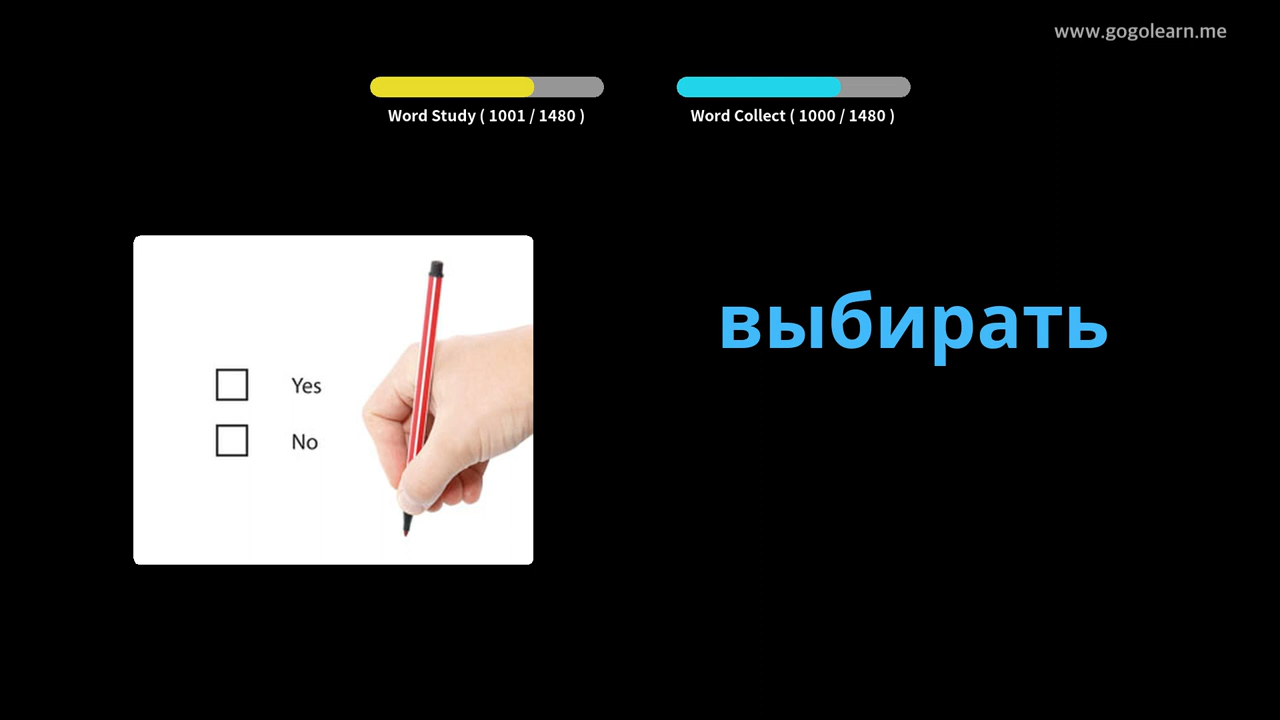 www.gogolearn.me
Word Study ( 1001 / 1480 )
Word Collect ( 1000 / 1480 )
Yes
No
выбирать